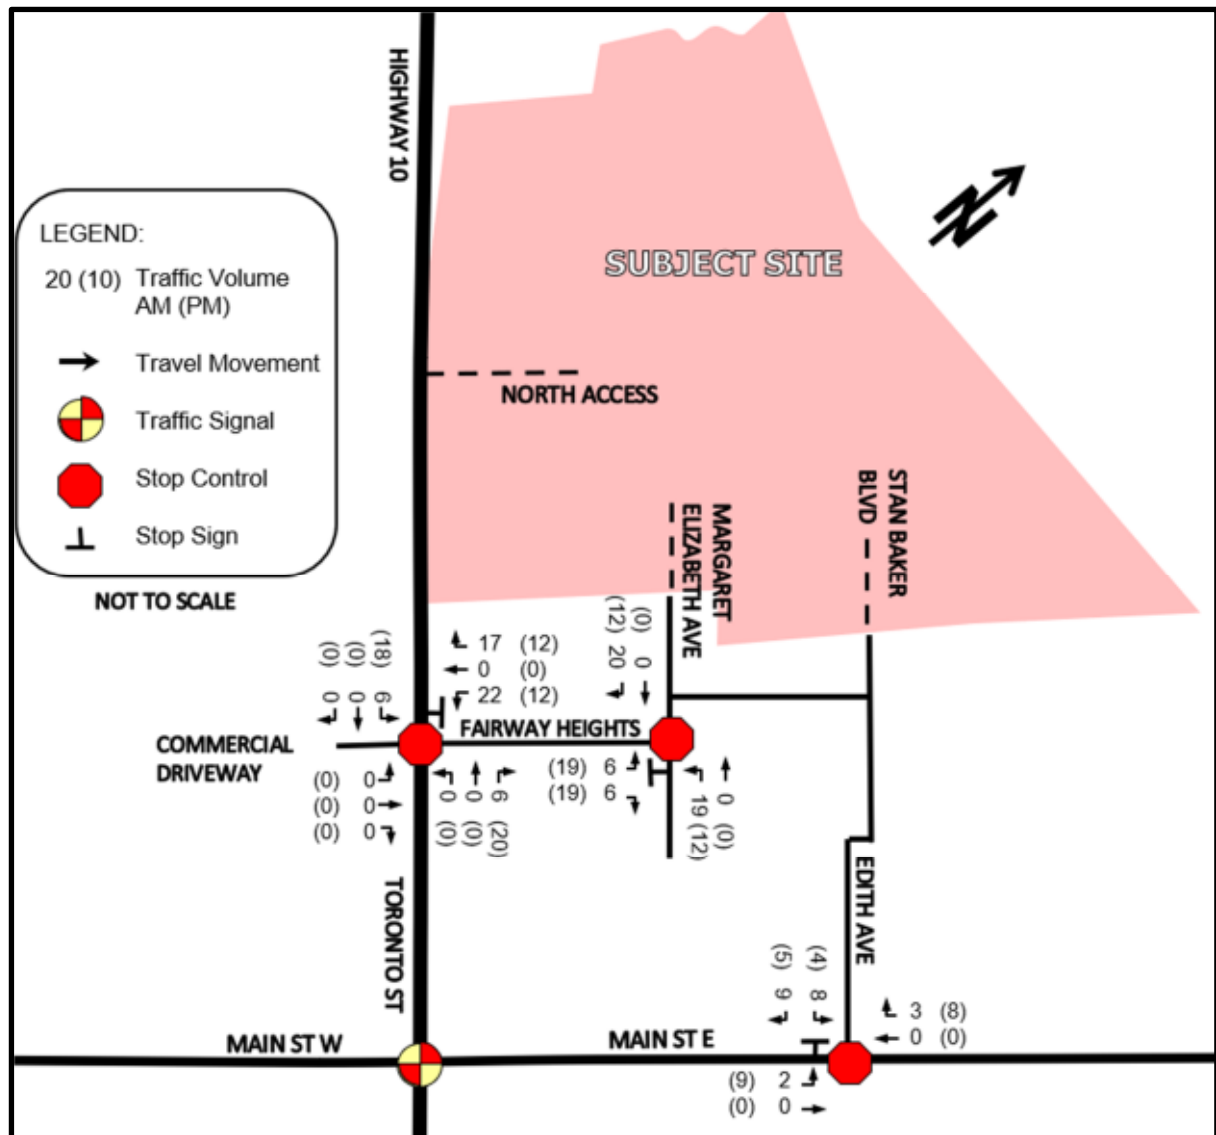 HIGHWAY 10
N
LEGEND:
20 (10) Traffic Volume
AM (PM)
Travel Movement
Traffic Signal
Stop Control
Stop Sign
NOT TO SCALE
SUBJECT SITE
NORTH ACCESS
STAN BAKER
BLVD
MARGARET
ELIZABETH AVE
(0) 0
(0) 0
(18) 6
17 (12)
0 (0)
22 (12)
(12) 20
(0) 0
FAIRWAY HEIGHTS
COMMERCIAL
DRIVEWAY
(0) 0
(0) 0
(0) 0
0 (0)
0 (0)
6 (20)
(19) 6
(19) 6
19 (12)
0 (0)
TORONTO ST
EDITH AVE
(5) 9
(4) 8
3 (8)
0 (0)
MAIN ST W
MAIN ST E
(9) 2
(0) 0